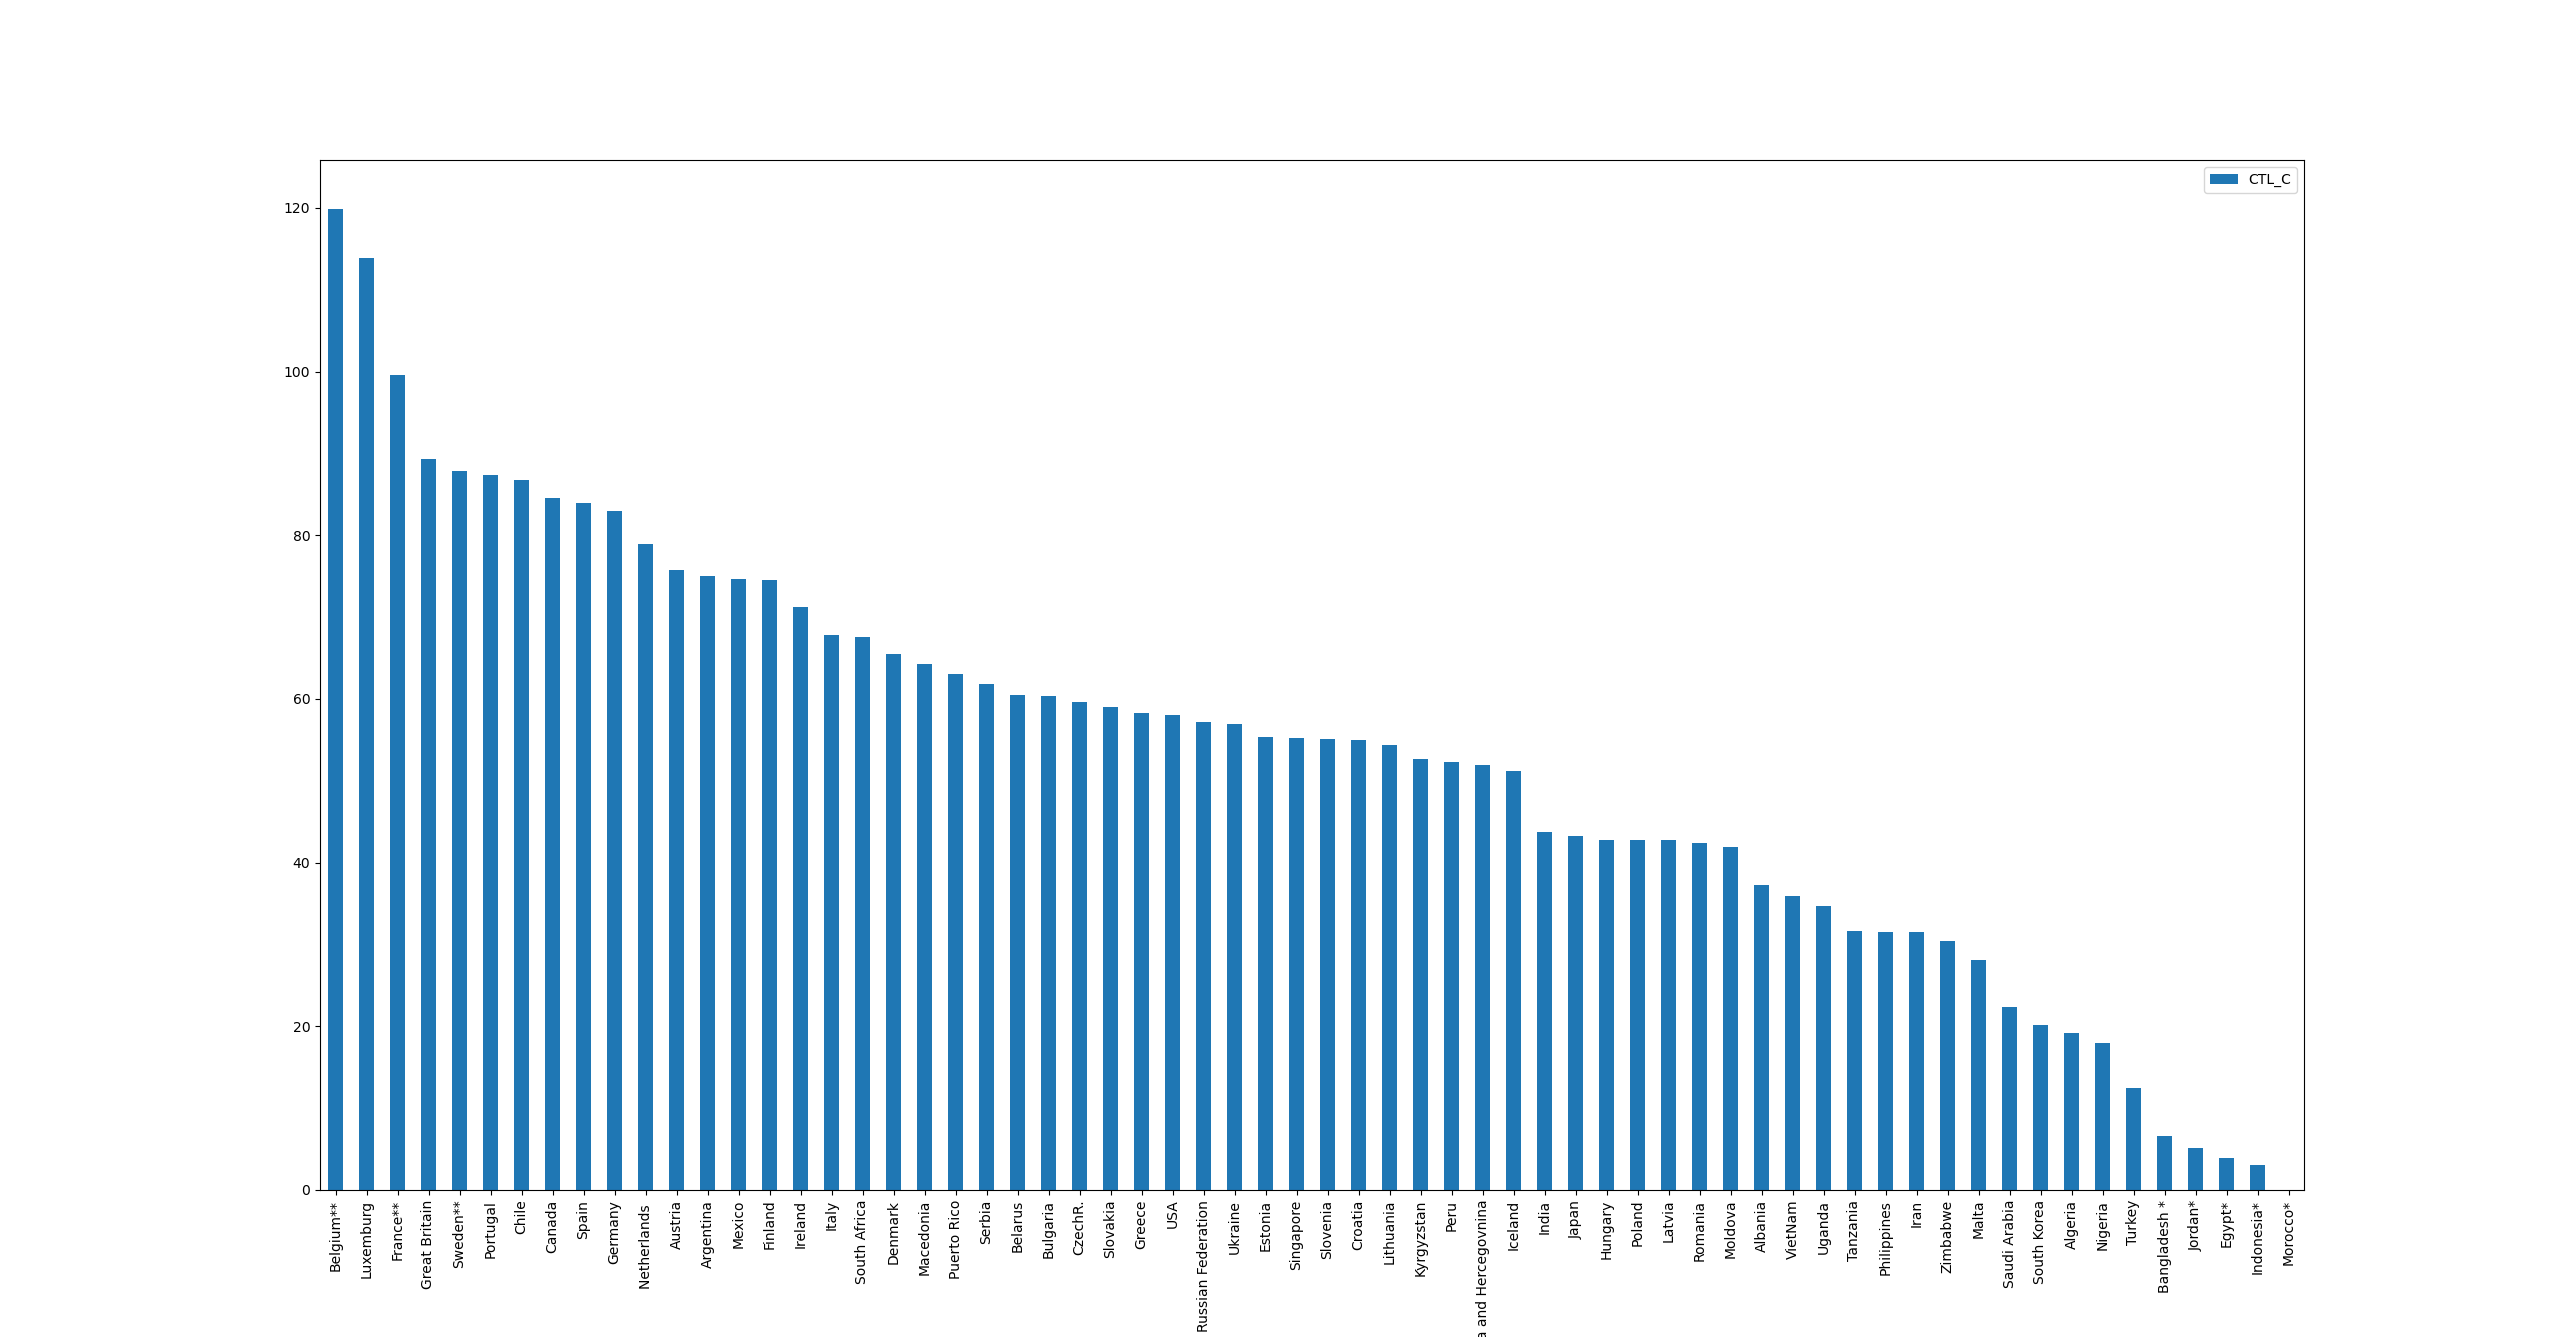 CTL_C
120
100
80
60
40
20
0
Belgium**
Luxemburg
France**
Great Britain
Sweden**
Portugal
Chile
Canada
Spain
Germany
Netherlands
Austria
Argentina
Mexico
Finland
Ireland
Italy
South Africa
Denmark
Macedonia
Puerto Rico
Serbia
Belarus
Bulgaria
CzechR.
Slovakia
Greece
USA
Russian Federation
Ukraine
Estonia
Singapore
Slovenia
Croatia
Lithuania
Kyrgyzstan
Peru
and Hercegovnina
Iceland
India
Japan
Hungary
Poland
Latvia
Romania
Moldova
Albania
VietNam
Uganda
Tanzania
Philippines
Iran
Zimbabwe
Malta
Saudi Arabia
South Korea
Algeria
Nigeria
Turkey
Bangladesh *
Jordan*
Egypt*
Indonesia*
Morocco*